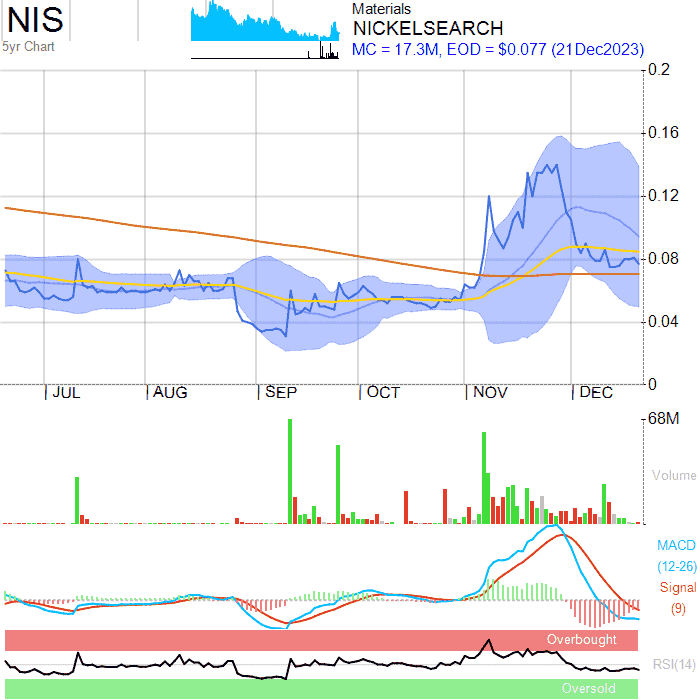 NIS
5yr Chart
Materials
NICKELSEARCH
MC = 17.3M, EOD = $0.077 (21Dec2023)
0.2
0.16
0.12
0.08
0.04
0
JUL AUG SEP OCT NOV DEC
68M
Volume
MACD
(12-26)
Signal
(9)
Overbought
RSI(14)
Oversold